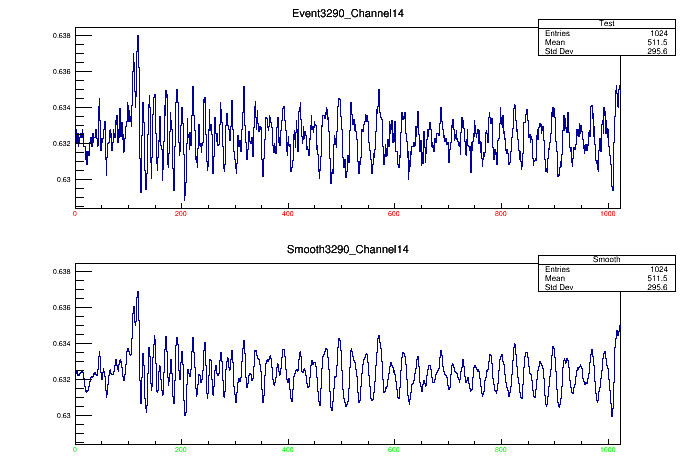 Event3290_Channel14
Test
Entries 1024
Mean 511.5
Std Dev 295.6
0.638
0.636
0.634
0.632
0.63
0 200 400 600 800 1000
Smooth3290_Channel14
Smooth
Entries 1024
Mean 511.5
Std Dev 295.6
0.638
0.636
0.634
0.632
0.63
0 200 400 600 800 1000